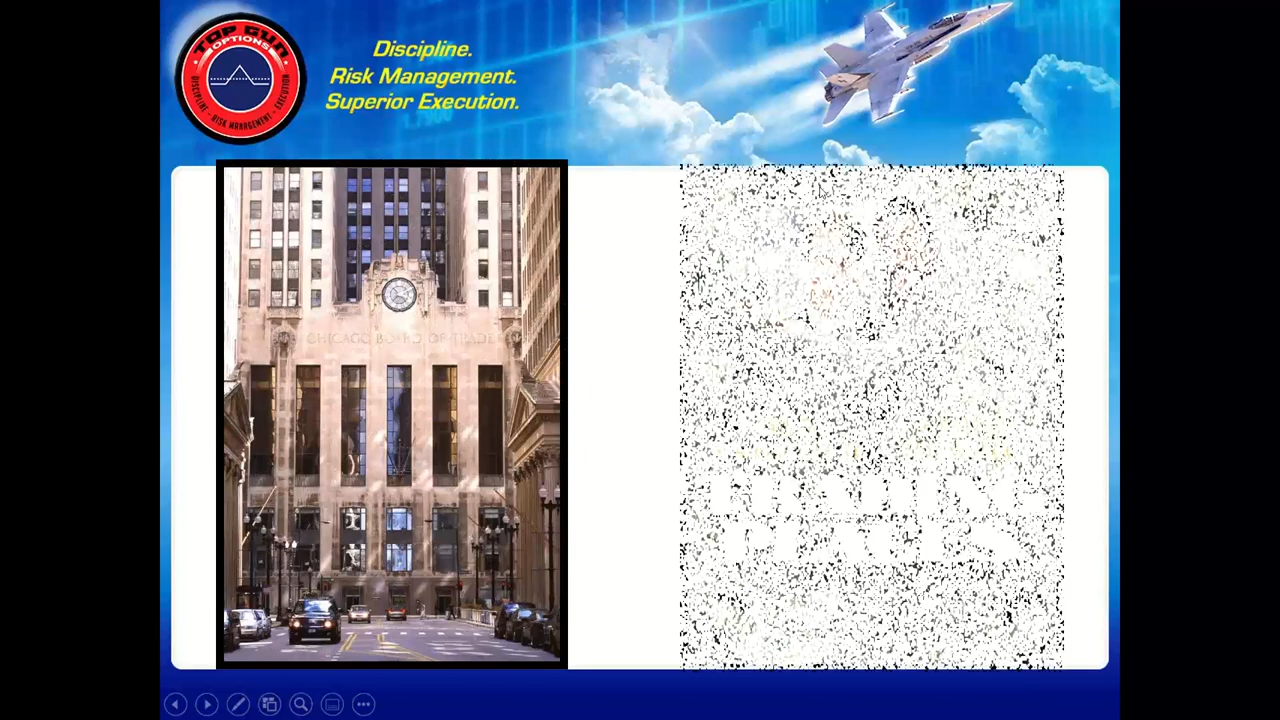 TOP GUN
OPTIONS
DISCIPLINE - RISK MANAGEMENT - EXECUTION
Discipline.
Risk Management.
Superior Execution.
CHICAGO BOARD OF TRADE